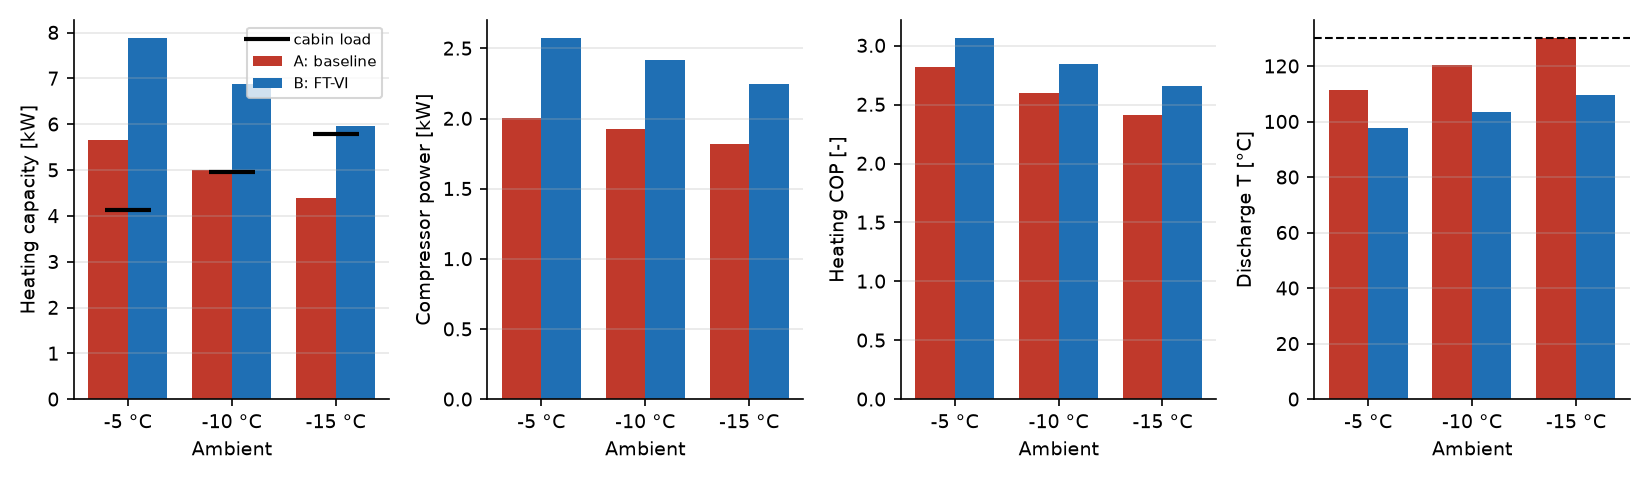 Heating capacity [kW]
8
7
6
5
4
3
2
1
0
cabin load
A: baseline
B: FT-VI
-5 °C -10 °C -15 °C
Ambient
Compressor power [kW]
2.5
2.0
1.5
1.0
0.5
0.0
-5 °C -10 °C -15 °C
Ambient
Heating COP [-]
3.0
2.5
2.0
1.5
1.0
0.5
0.0
-5 °C -10 °C -15 °C
Ambient
Discharge T [°C]
120
100
80
60
40
20
0
-5 °C -10 °C -15 °C
Ambient